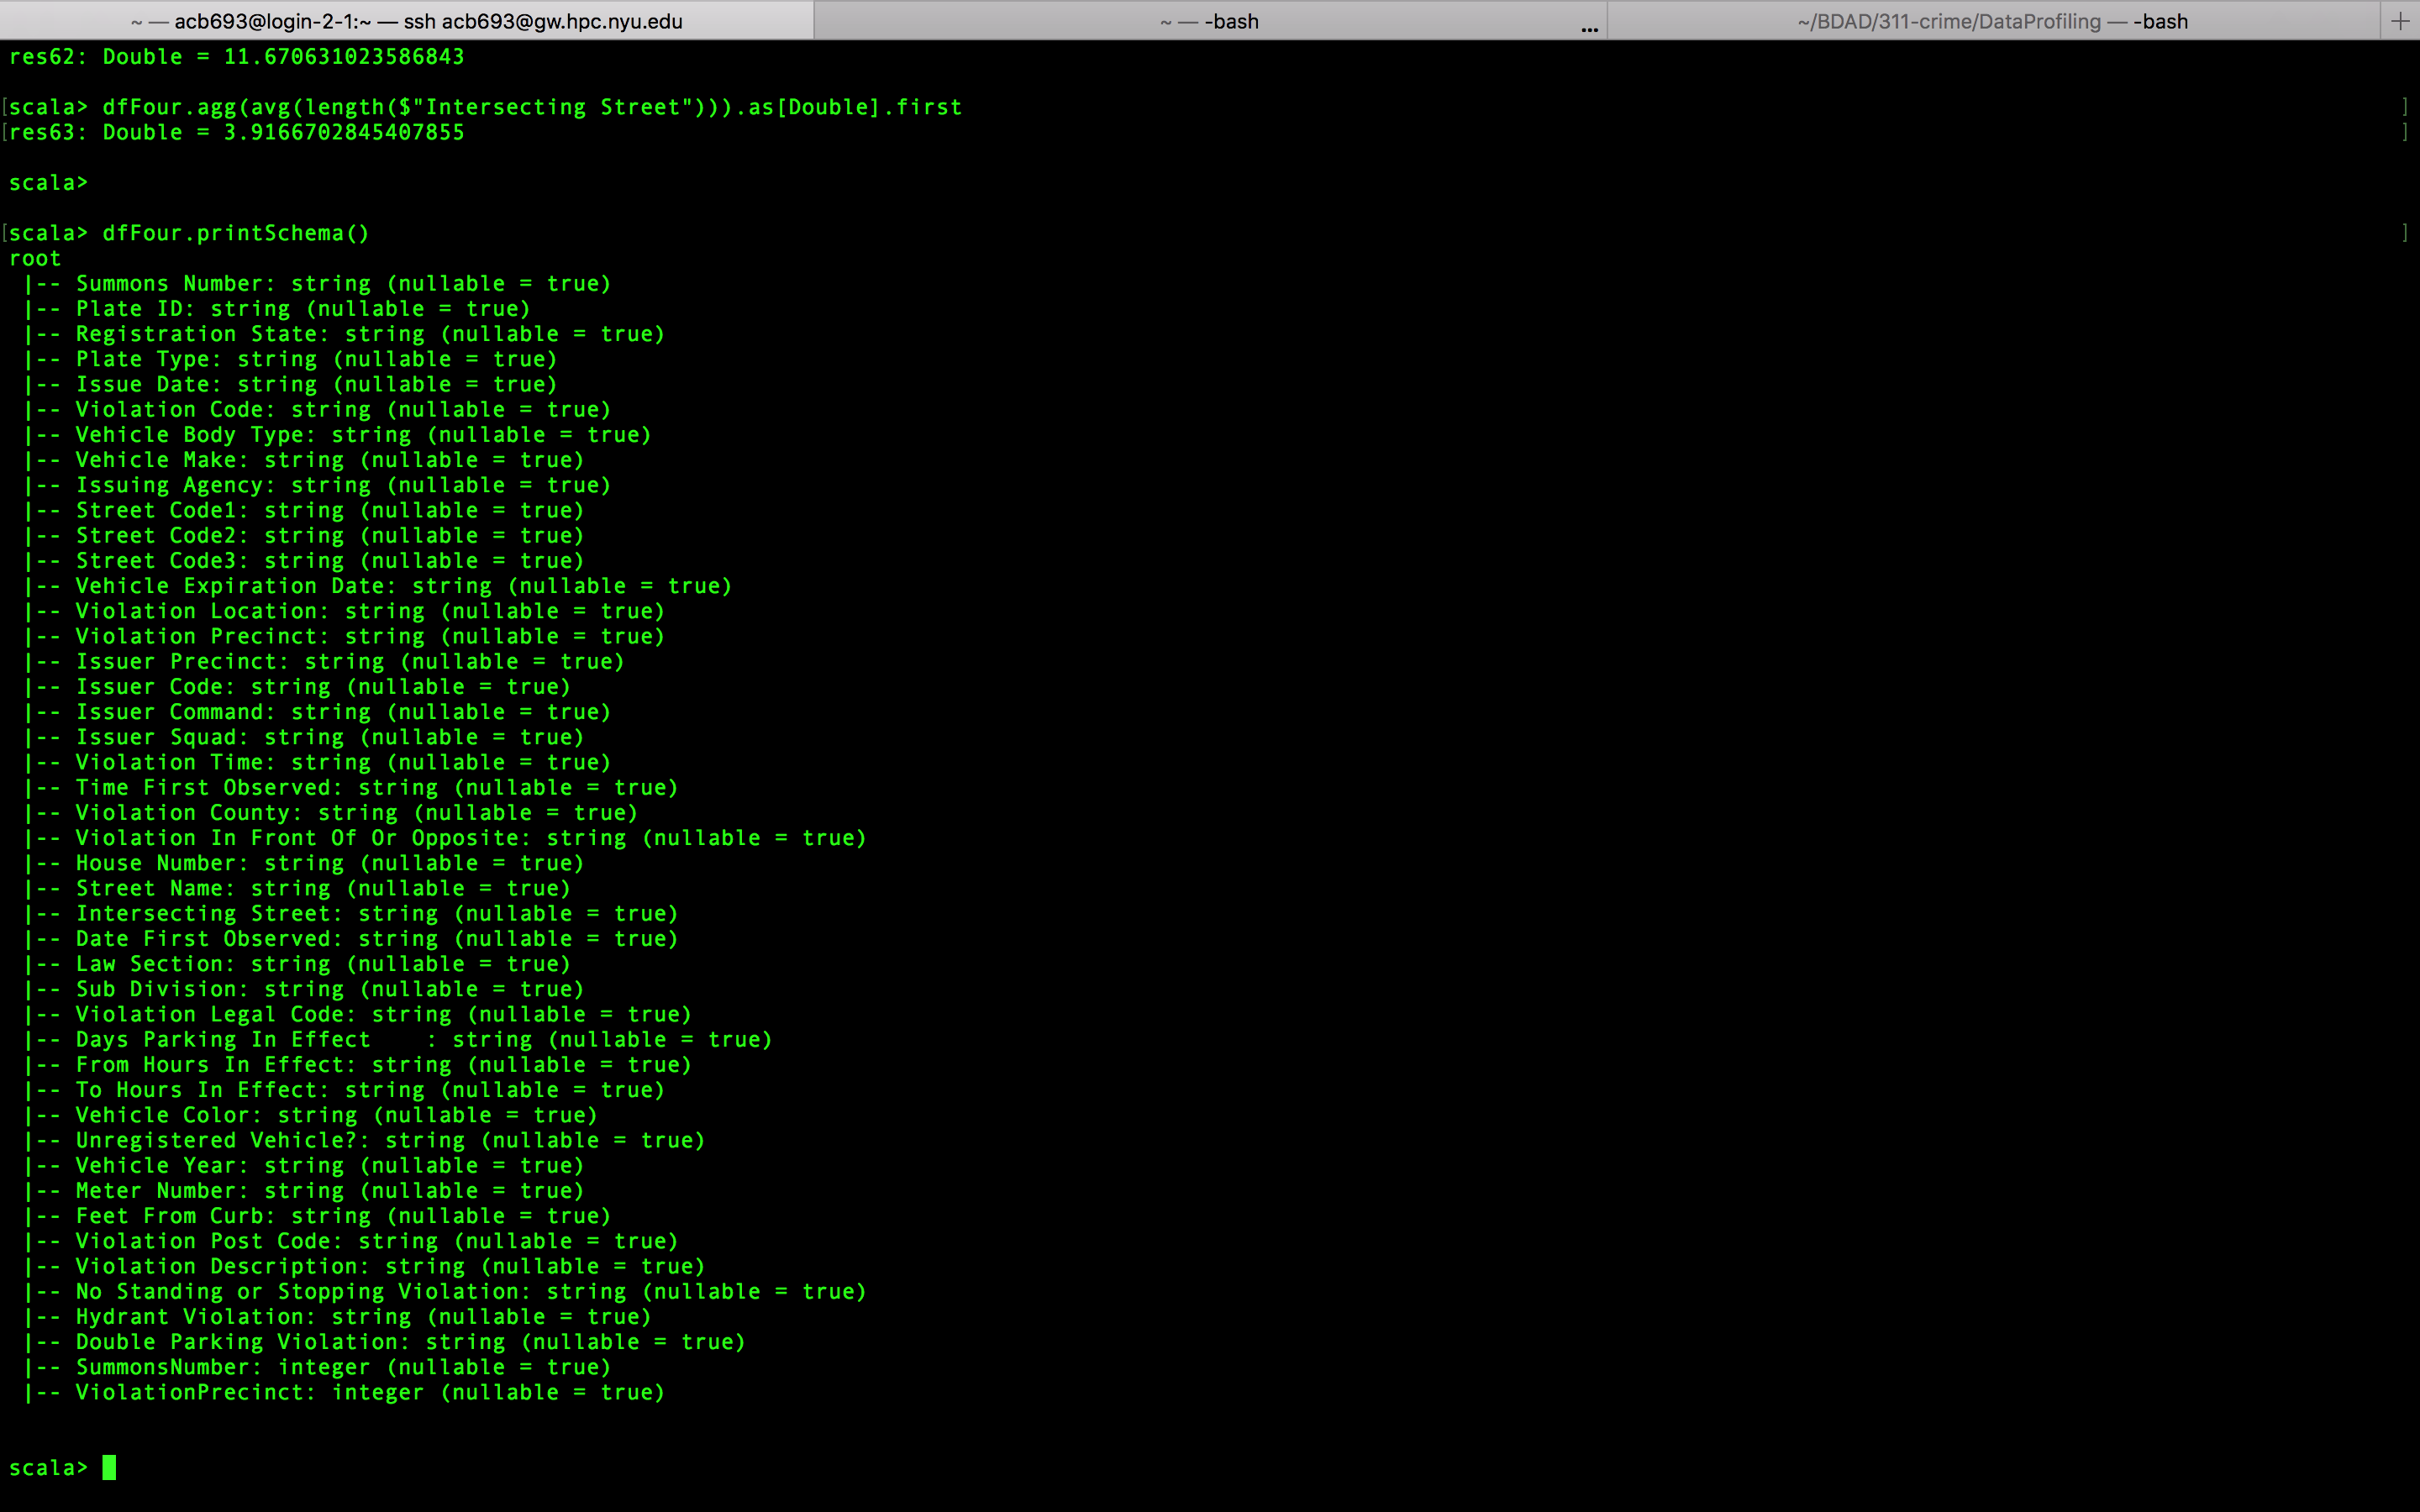 ~ — acb693@login-2-1:~ — ssh acb693@gw.hpc.nyu.edu
~ — -bash
...
~/BDAD/311-crime/DataProfiling — -bash
+
res62: Double = 11.670631023586843
[scala> dfFour.agg(avg(length($"Intersecting Street"))).as[Double].first ]
[res63: Double = 3.9166702845407855 ]
scala>
[scala> dfFour.printSchema() ]
root
 |-- Summons Number: string (nullable = true)
 |-- Plate ID: string (nullable = true)
 |-- Registration State: string (nullable = true)
 |-- Plate Type: string (nullable = true)
 |-- Issue Date: string (nullable = true)
 |-- Violation Code: string (nullable = true)
 |-- Vehicle Body Type: string (nullable = true)
 |-- Vehicle Make: string (nullable = true)
 |-- Issuing Agency: string (nullable = true)
 |-- Street Code1: string (nullable = true)
 |-- Street Code2: string (nullable = true)
 |-- Street Code3: string (nullable = true)
 |-- Vehicle Expiration Date: string (nullable = true)
 |-- Violation Location: string (nullable = true)
 |-- Violation Precinct: string (nullable = true)
 |-- Issuer Precinct: string (nullable = true)
 |-- Issuer Code: string (nullable = true)
 |-- Issuer Command: string (nullable = true)
 |-- Issuer Squad: string (nullable = true)
 |-- Violation Time: string (nullable = true)
 |-- Time First Observed: string (nullable = true)
 |-- Violation County: string (nullable = true)
 |-- Violation In Front Of Or Opposite: string (nullable = true)
 |-- House Number: string (nullable = true)
 |-- Street Name: string (nullable = true)
 |-- Intersecting Street: string (nullable = true)
 |-- Date First Observed: string (nullable = true)
 |-- Law Section: string (nullable = true)
 |-- Sub Division: string (nullable = true)
 |-- Violation Legal Code: string (nullable = true)
 |-- Days Parking In Effect    : string (nullable = true)
 |-- From Hours In Effect: string (nullable = true)
 |-- To Hours In Effect: string (nullable = true)
 |-- Vehicle Color: string (nullable = true)
 |-- Unregistered Vehicle?: string (nullable = true)
 |-- Vehicle Year: string (nullable = true)
 |-- Meter Number: string (nullable = true)
 |-- Feet From Curb: string (nullable = true)
 |-- Violation Post Code: string (nullable = true)
 |-- Violation Description: string (nullable = true)
 |-- No Standing or Stopping Violation: string (nullable = true)
 |-- Hydrant Violation: string (nullable = true)
 |-- Double Parking Violation: string (nullable = true)
 |-- SummonsNumber: integer (nullable = true)
 |-- ViolationPrecinct: integer (nullable = true)
scala>